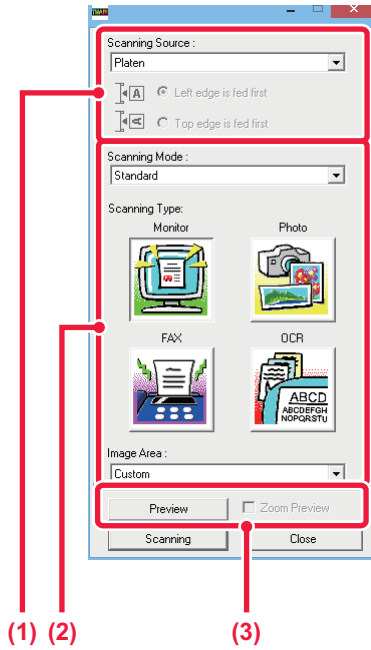 TWAIN
Scanning Source :
Platen
A
Left edge is fed first
A
Top edge is fed first
Scanning Mode :
Standard
Scanning Type:
Monitor Photo
FAX OCR
ABCD
ABCDEFGH
NOPQRSTU
Image Area :
Custom
Preview Zoom Preview
Scanning Close
(1) (2) (3)